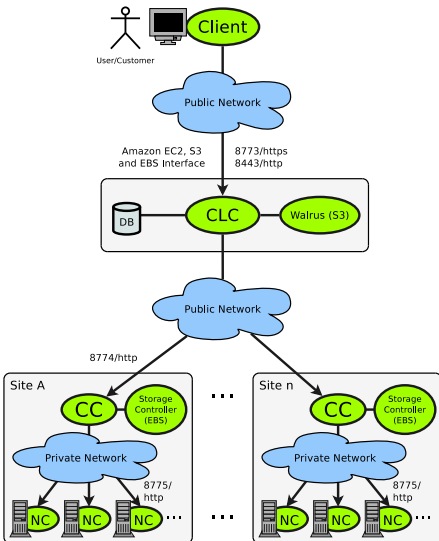 Client
User/Customer
Public Network
Amazon EC2, S3
and EBS Interface
8773/https
8443/http
DB
CLC
Walrus (S3)
Public Network
8774/http
Site A
CC
Storage
Controller
(EBS)
Private Network
8775/
http
NC
NC
NC
...
...
...
Site n
CC
Storage
Controller
(EBS)
Private Network
8775/
http
NC
NC
NC
...